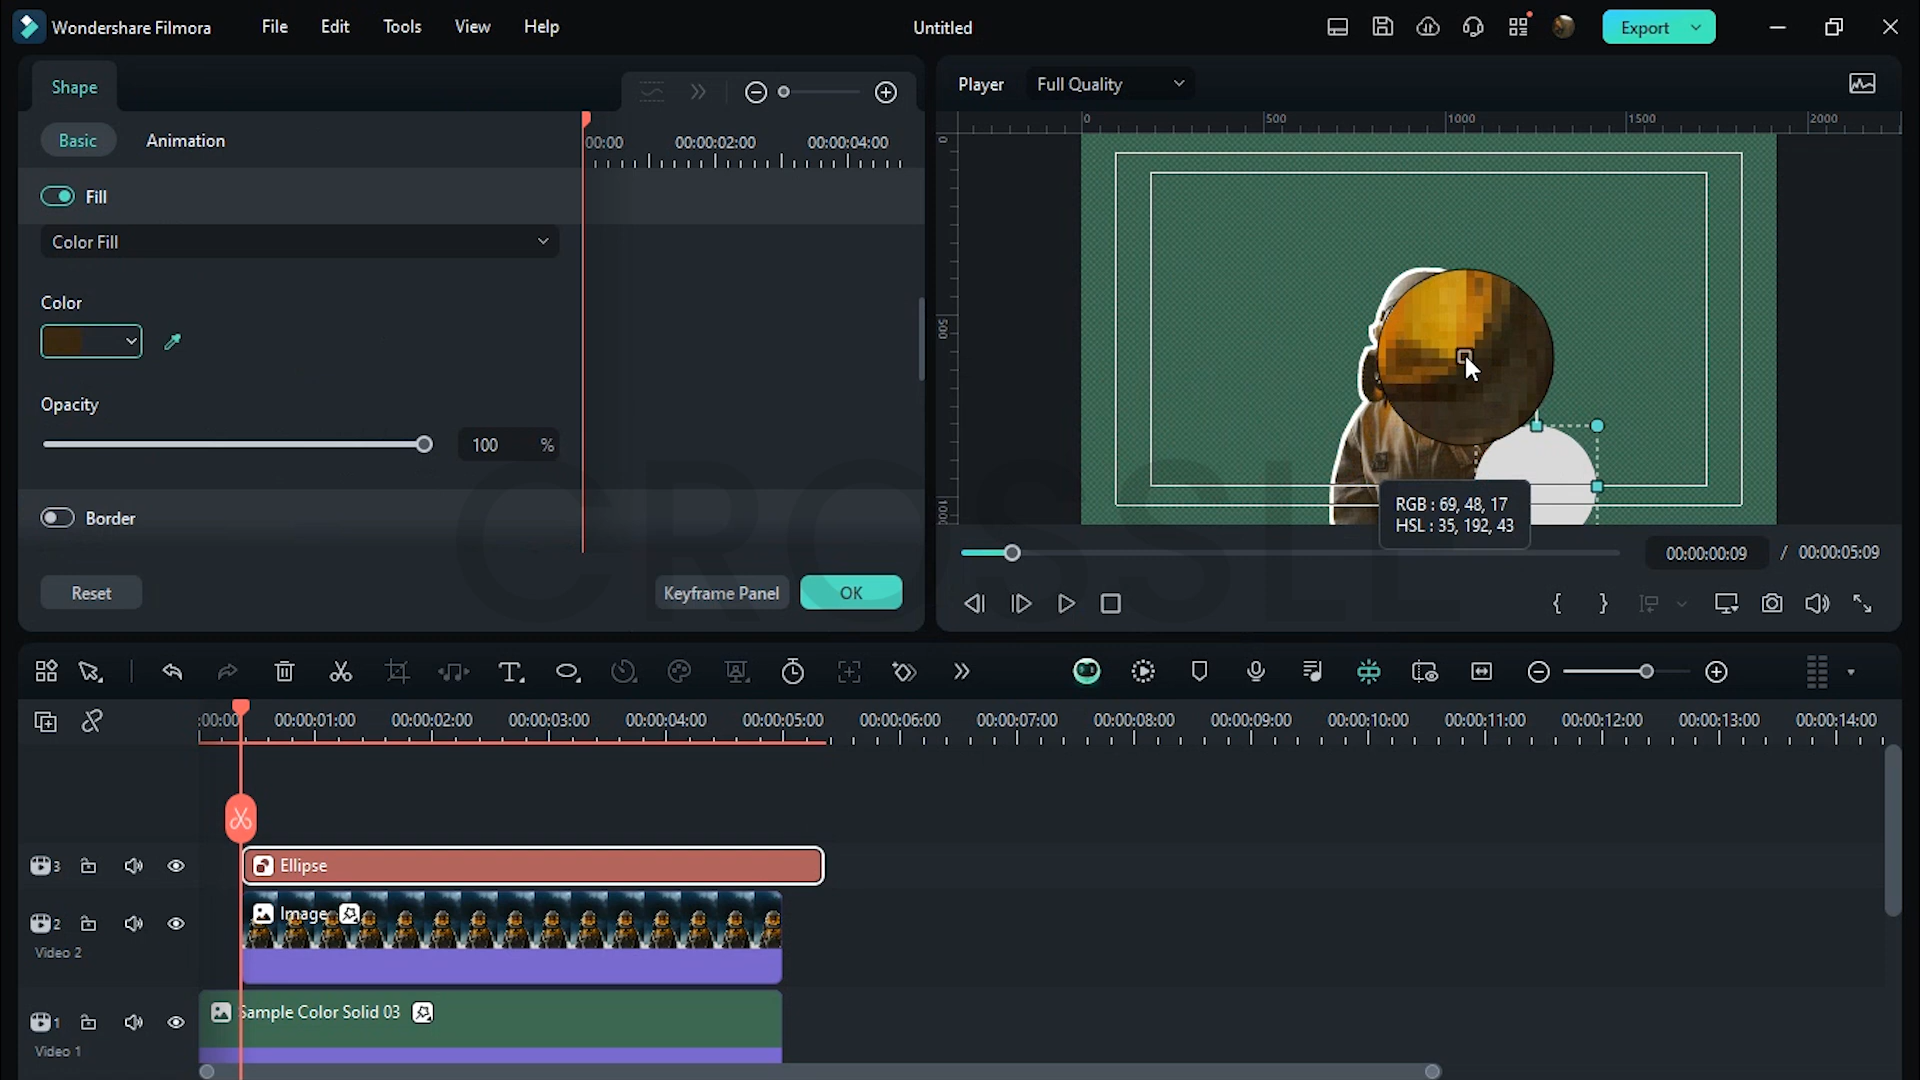 Wondershare Filmora File Edit Tools View Help Untitled Export
Shape
Player Full Quality
Basic Animation
00:00 00:00:02:00 00:00:04:00
0 500 1000 1500 2000
0
500
1000
Fill
Color Fill
Color
Opacity
100 %
Border
RGB : 69, 48, 17
HSL : 35, 192, 43
CROSSLE
00:00:00:09 / 00:00:05:09
Reset Keyframe Panel OK
:00:00 00:00:01:00 00:00:02:00 00:00:03:00 00:00:04:00 00:00:05:00 00:00:06:00 00:00:07:00 00:00:08:00 00:00:09:00 00:00:10:00 00:00:11:00 00:00:12:00 00:00:13:00 00:00:14:00
3 Ellipse
2 Image
Video 2
1 Sample Color Solid 03
Video 1